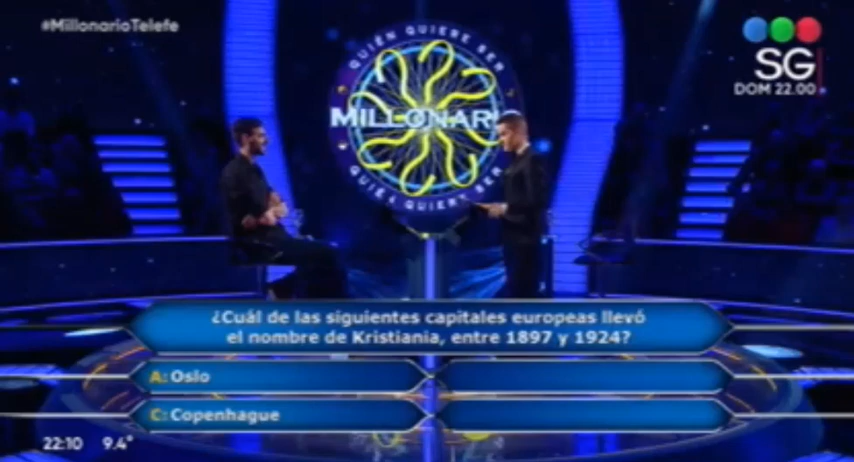 #MillonarioTelefe
SG
DOM 22.00
QUIÉN QUIERE SER
MILLONARIO
QUIÉN QUIERE SER
¿Cuál de las siguientes capitales europeas llevó
el nombre de Kristiania, entre 1897 y 1924?
A: Oslo
C: Copenhague
22:10 9.4°